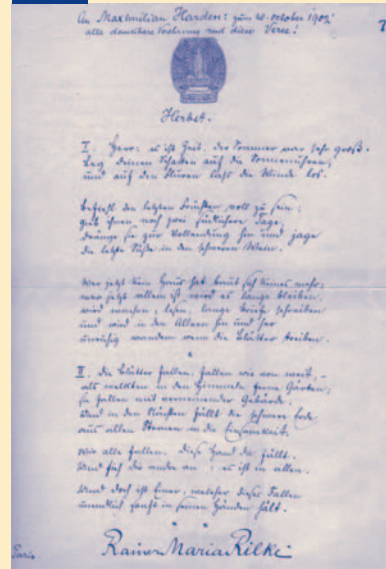 An Maximilian Harden: zum 20. october 1902:
alle dankbare und diese Verse!
Herbst.
I. Herr: es ist Zeit. Der Sommer war sehr groß.
Leg deinen Schatten auf die Sonnenuhren,
und auf den Fluren laß die Winde los.
Befiehl den letzten Früchten voll zu sein;
gieb ihnen noch zwei südlichere Tage,
dränge sie zur Vollendung hin und jage
die letzte Süße in den schweren Wein.
Wer jetzt kein Haus hat baut sich keines mehr;
wer jetzt allein ist wird es lange bleiben,
wird wachen, lesen, lange Briefe schreiben
und wird in den Alleen hin und her
unruhig wandern wenn die Blätter treiben.
II. Die Blätter fallen, fallen wie von weit, -
als welkten in den Himmeln ferne Gärten;
sie fallen mit verneinender Gebärde.
Und in den Nächten fällt die schwere Erde
aus allen Sternen in die Einsamkeit.
Wir alle fallen. Diese Hand da fällt.
Und sieh dir andre an: es ist in allen.
Und doch ist Einer, welcher dieses Fallen
unendlich sanft in seinen Händen hält.
Paris. Rainer Maria Rilke